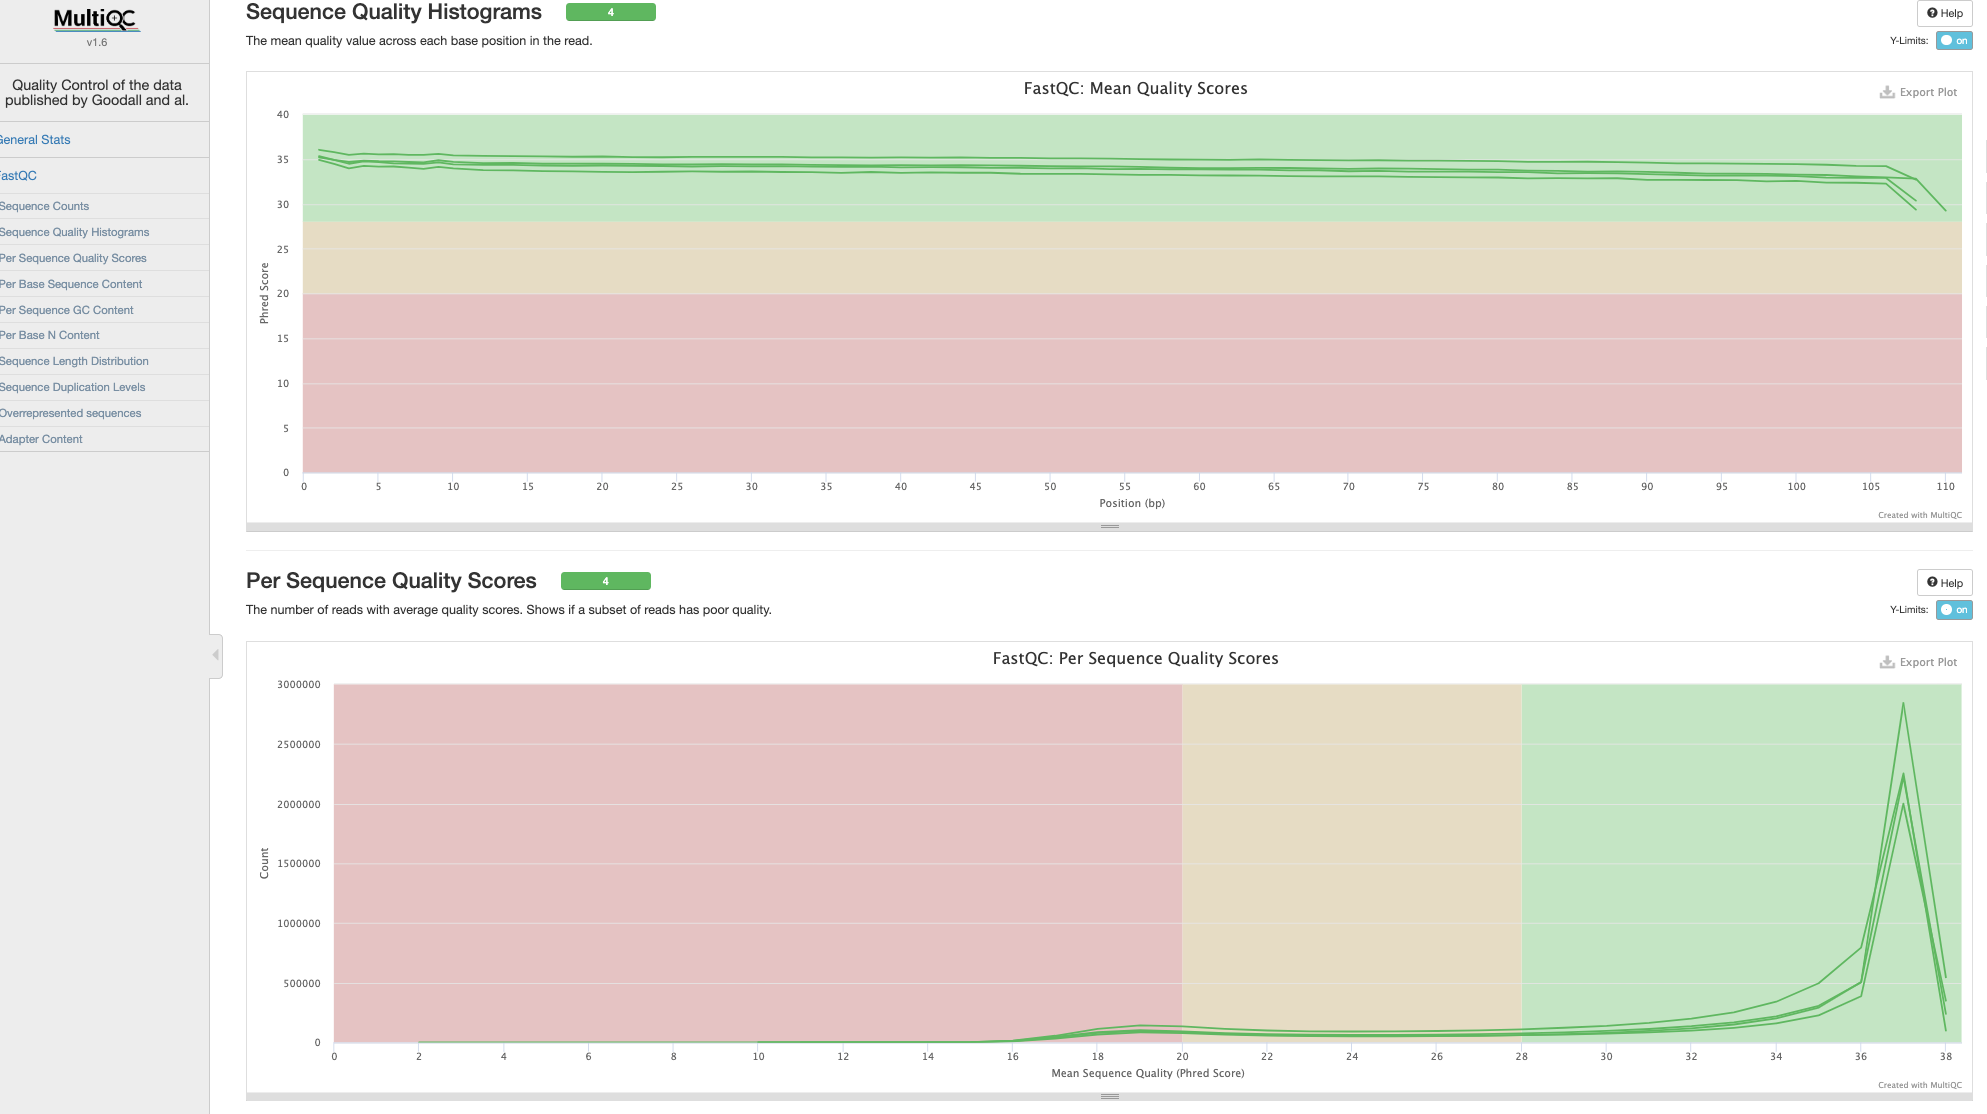 MultiQC
v1.6
Quality Control of the data
published by Goodall and al.
General Stats
FastQC
Sequence Counts
Sequence Quality Histograms
Per Sequence Quality Scores
Per Base Sequence Content
Per Sequence GC Content
Per Base N Content
Sequence Length Distribution
Sequence Duplication Levels
Overrepresented sequences
Adapter Content
Sequence Quality Histograms 4
Help
The mean quality value across each base position in the read.
Y-Limits: on
FastQC: Mean Quality Scores
Export Plot
40
35
30
25
20
15
10
5
0
Phred Score
0 5 10 15 20 25 30 35 40 45 50 55 60 65 70 75 80 85 90 95 100 105 110
Position (bp)
Created with MultiQC
Per Sequence Quality Scores 4
Help
The number of reads with average quality scores. Shows if a subset of reads has poor quality.
Y-Limits: on
FastQC: Per Sequence Quality Scores
Export Plot
3000000
2500000
2000000
1500000
1000000
500000
0
Count
0 2 4 6 8 10 12 14 16 18 20 22 24 26 28 30 32 34 36 38
Mean Sequence Quality (Phred Score)
Created with MultiQC